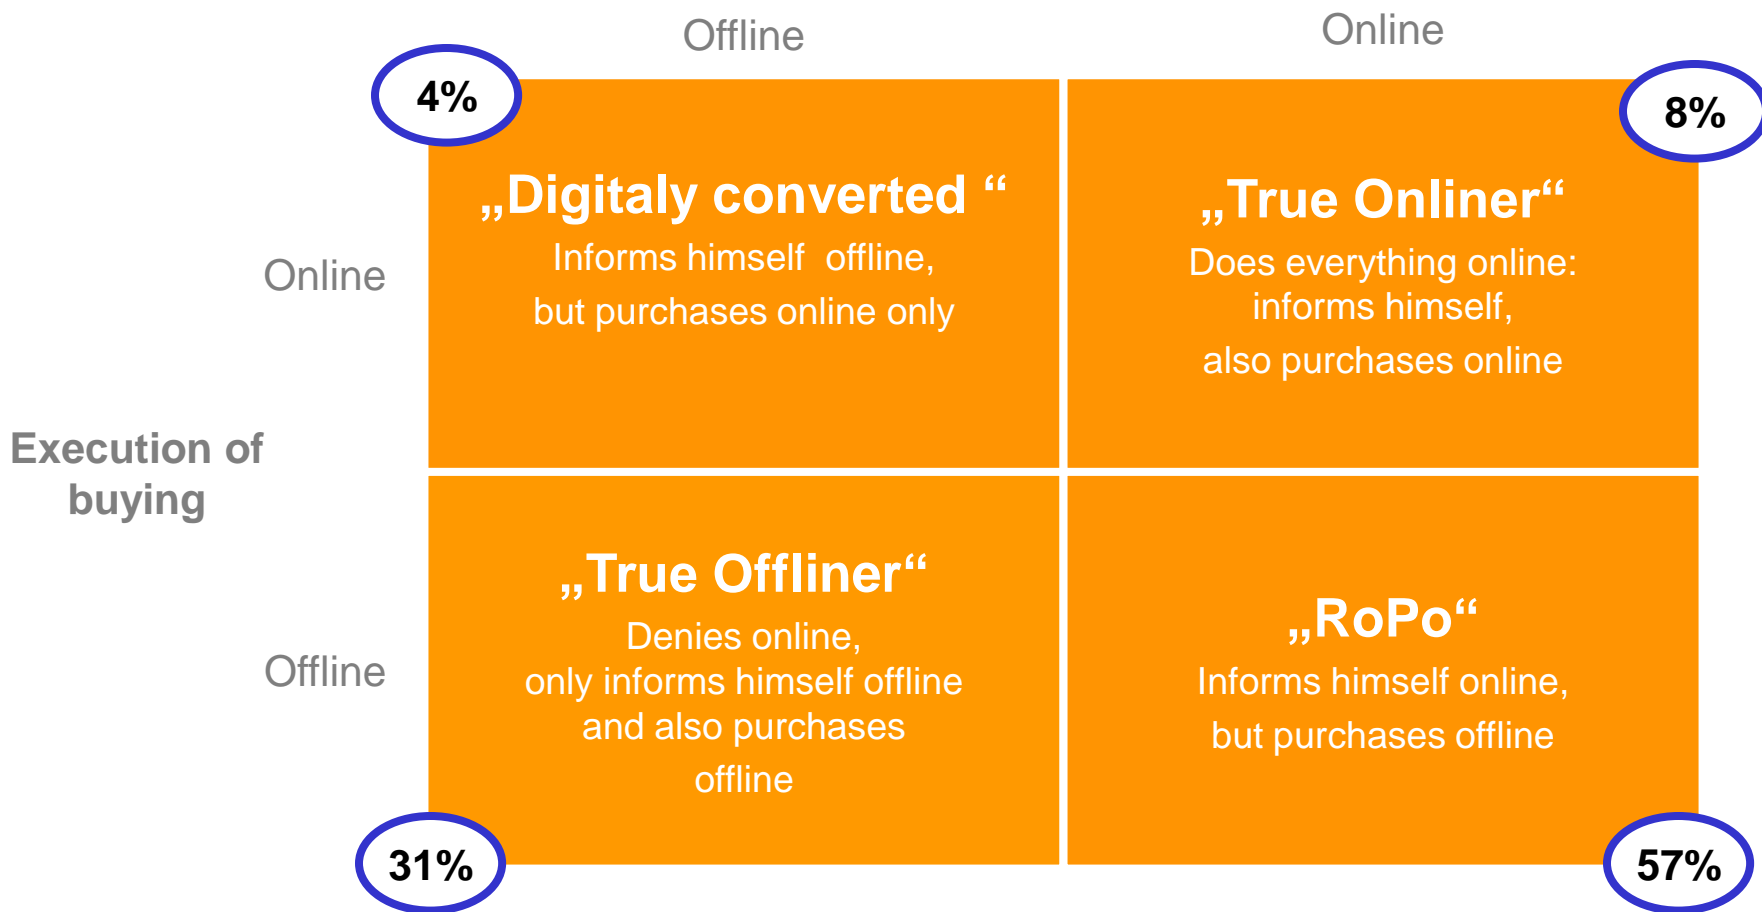 Offline
Online
4%
8%
„Digitaly converted “
Informs himself offline,
but purchases online only
„True Onliner“
Does everything online:
informs himself,
also purchases online
Online
Execution of
buying
„True Offliner“
Denies online,
only informs himself offline
and also purchases
offline
„RoPo“
Informs himself online,
but purchases offline
Offline
31%
57%